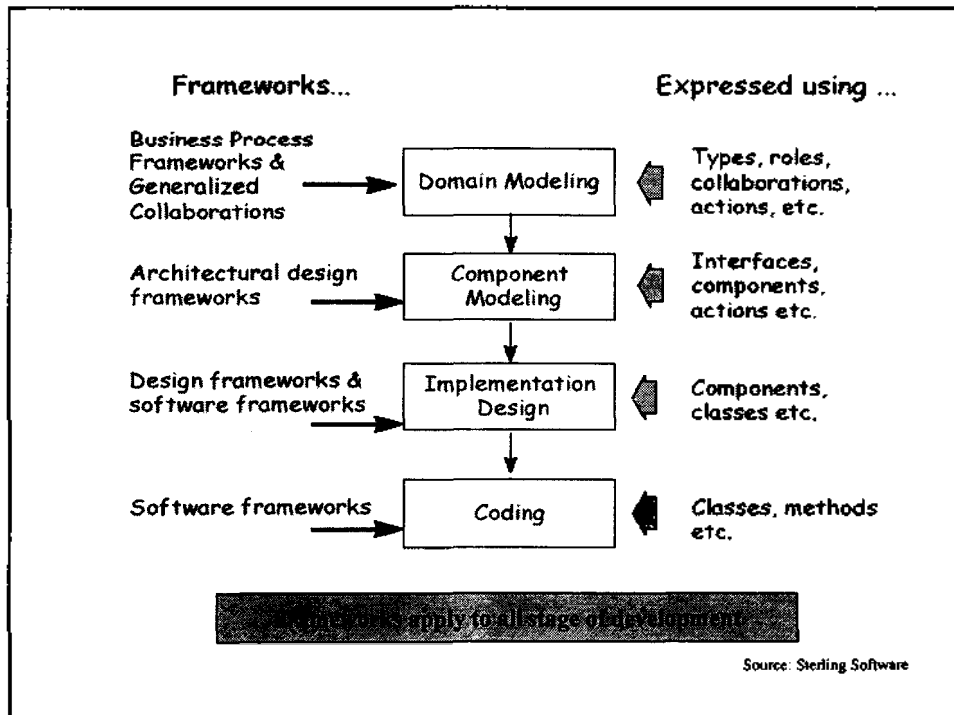 Frameworks...
Expressed using ...
Business Process
Frameworks &
Generalized
Collaborations
Domain Modeling
Types, roles,
collaborations,
actions, etc.
Architectural design
frameworks
Component
Modeling
Interfaces,
components,
actions etc.
Design frameworks &
software frameworks
Implementation
Design
Components,
classes etc.
Software frameworks
Coding
Classes, methods
etc.
apply to all stage of development
Source: Sterling Software